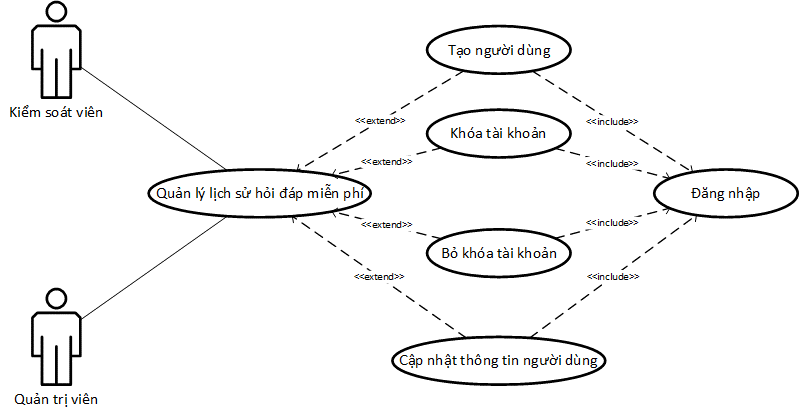 Tạo người dùng
Kiểm soát viên
<<extend>>
<<include>>
Khóa tài khoản
<<extend>>
<<include>>
Quản lý lịch sử hỏi đáp miễn phí
Đăng nhập
<<extend>>
<<include>>
Bỏ khóa tài khoản
<<extend>>
<<include>>
Cập nhật thông tin người dùng
Quản trị viên